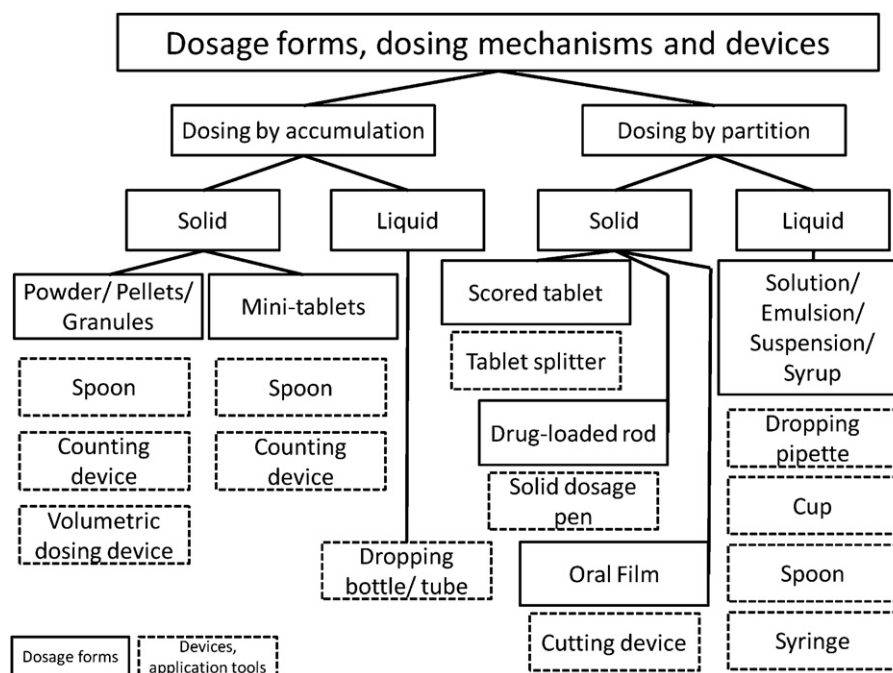 Dosage forms, dosing mechanisms and devices
Dosing by accumulation
Dosing by partition
Solid
Liquid
Solid
Liquid
Powder/ Pellets/
Granules
Mini-tablets
Scored tablet
Solution/
Emulsion/
Suspension/
Syrup
Spoon
Spoon
Tablet splitter
Counting
device
Counting
device
Drug-loaded rod
Dropping
pipette
Volumetric
dosing device
Solid dosage
pen
Cup
Dropping
bottle/ tube
Oral Film
Spoon
Cutting device
Syringe
Dosage forms
Devices,
application tools